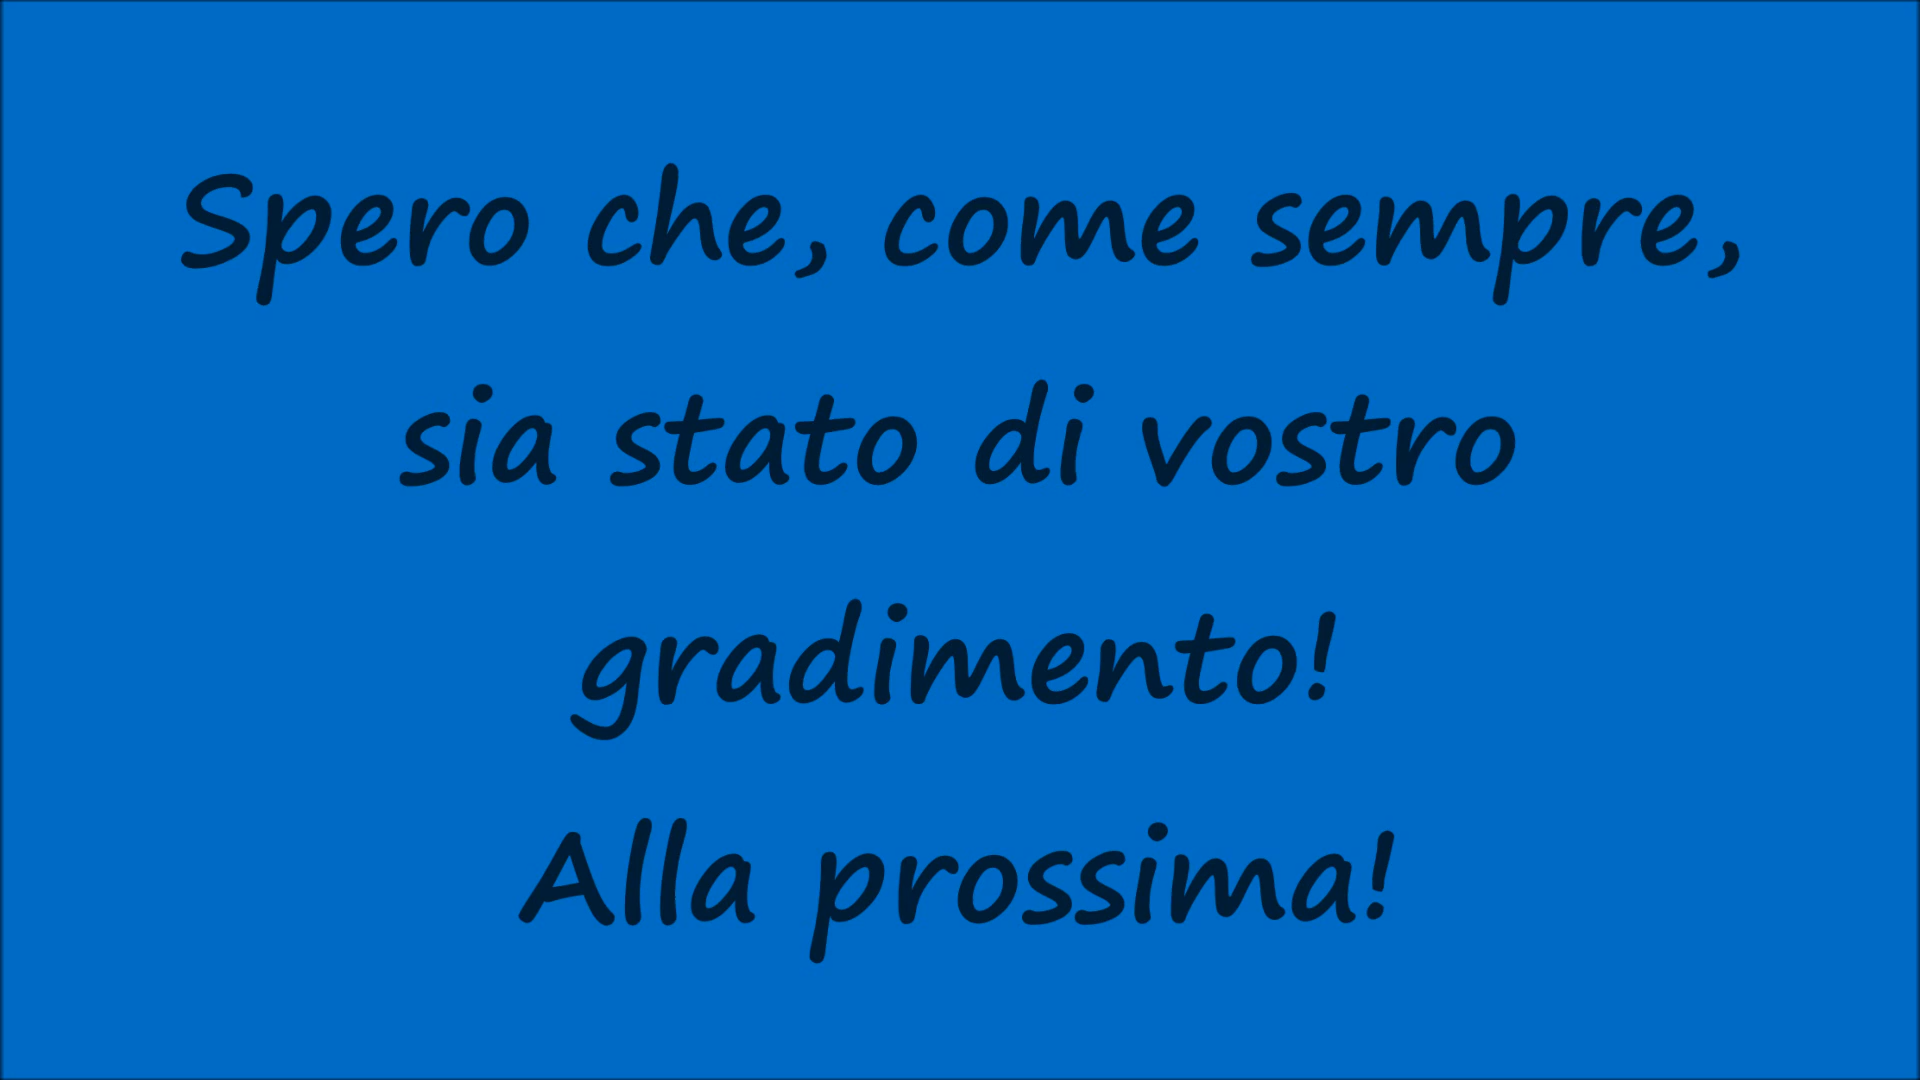 Spero che, come sempre,
sia stato di vostro
gradimento!
Alla prossima!